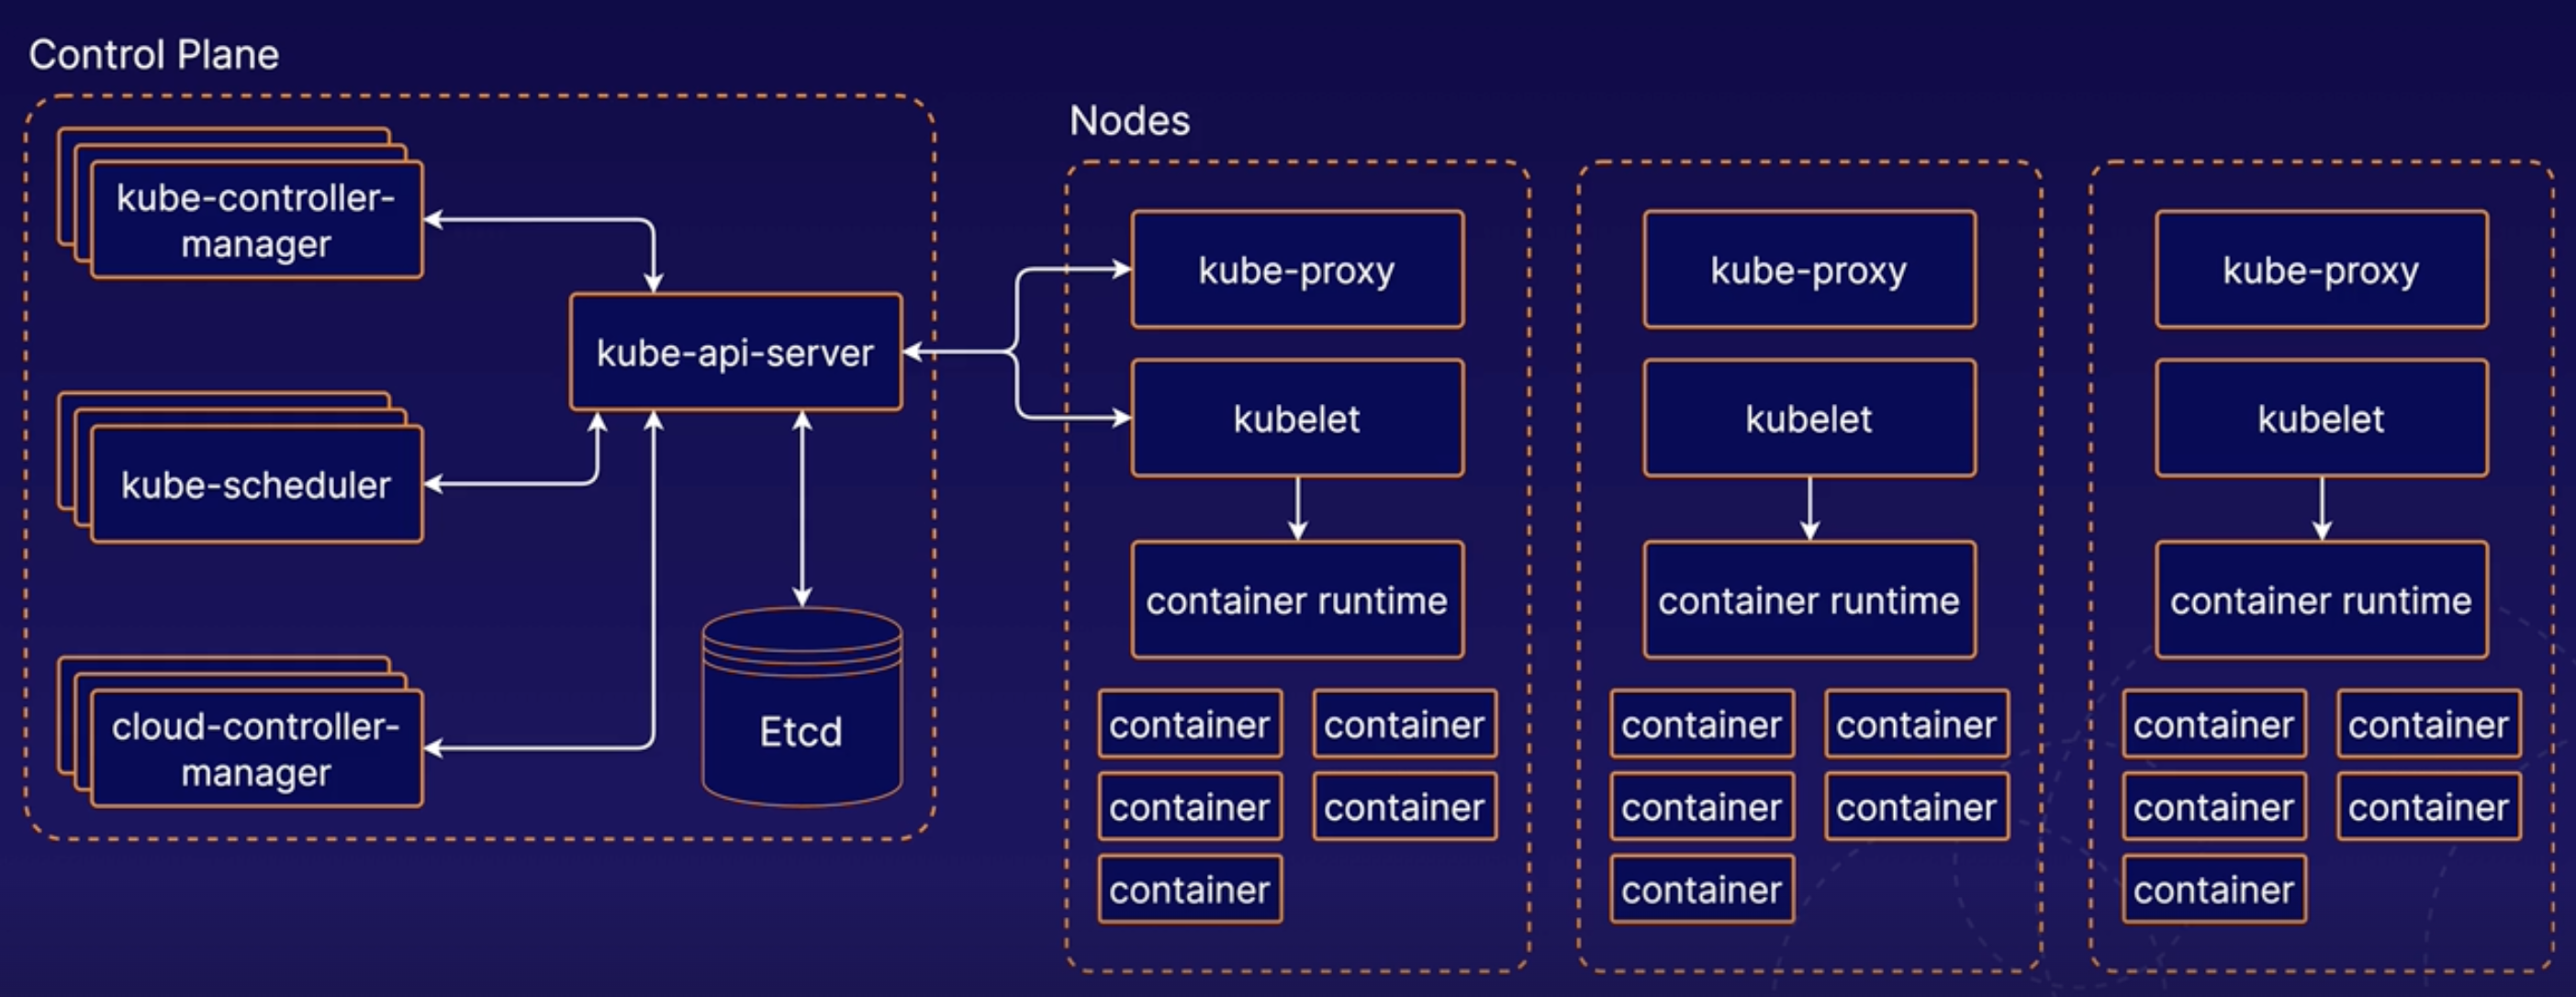 Control Plane
kube-controller-
manager
kube-api-server
kube-scheduler
cloud-controller-
manager
Etcd
Nodes
kube-proxy
kubelet
container runtime
container container
container container
container
kube-proxy
kubelet
container runtime
container container
container container
container
kube-proxy
kubelet
container runtime
container container
container container
container